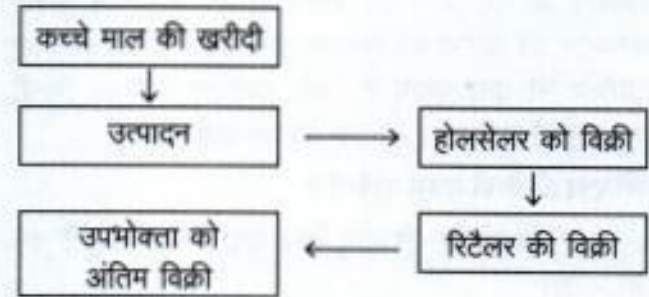 कच्चे माल की खरीदी
उत्पादन
होलसेलर को विक्री
रिटैलर की विक्री
उपभोक्ता को
अंतिम विक्री